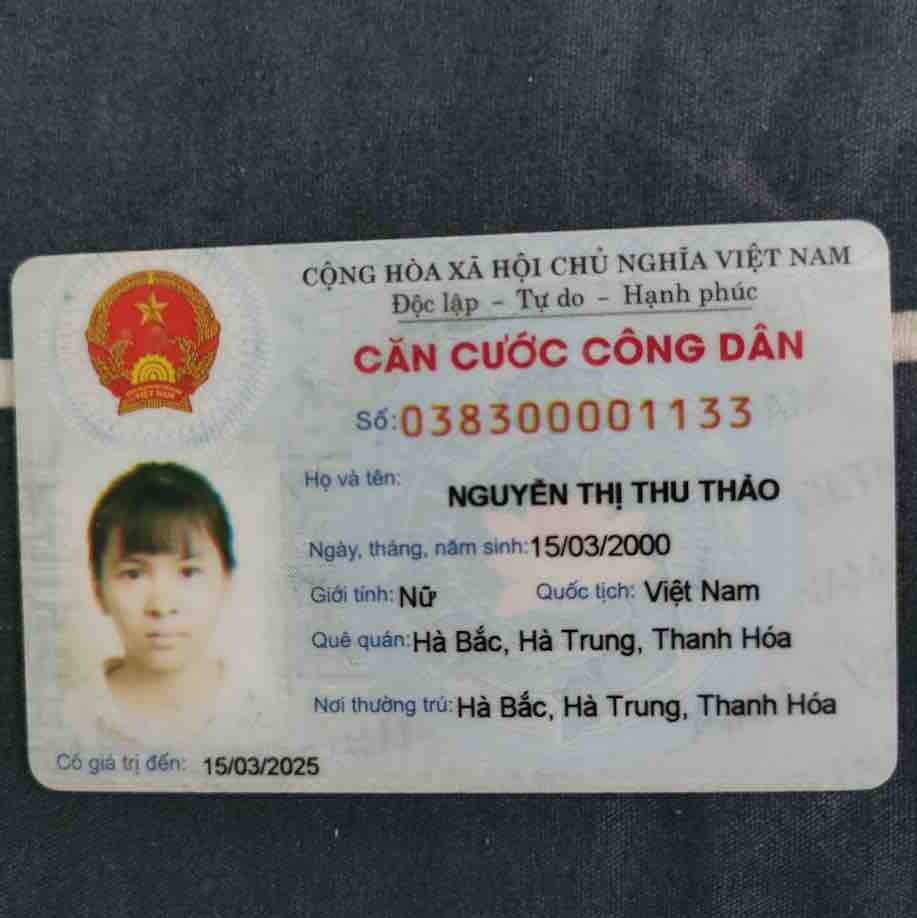 CỘNG HÒA XÃ HỘI CHỦ NGHĨA VIỆT NAM
Độc lập - Tự do - Hạnh phúc
CĂN CƯỚC CÔNG DÂN
Số: 038300001133
VIỆT NAM
Họ và tên: NGUYỄN THỊ THU THẢO
Ngày, tháng, năm sinh: 15/03/2000
Giới tính: Nữ Quốc tịch: Việt Nam
Quê quán: Hà Bắc, Hà Trung, Thanh Hóa
Nơi thường trú: Hà Bắc, Hà Trung, Thanh Hóa
Có giá trị đến: 15/03/2025